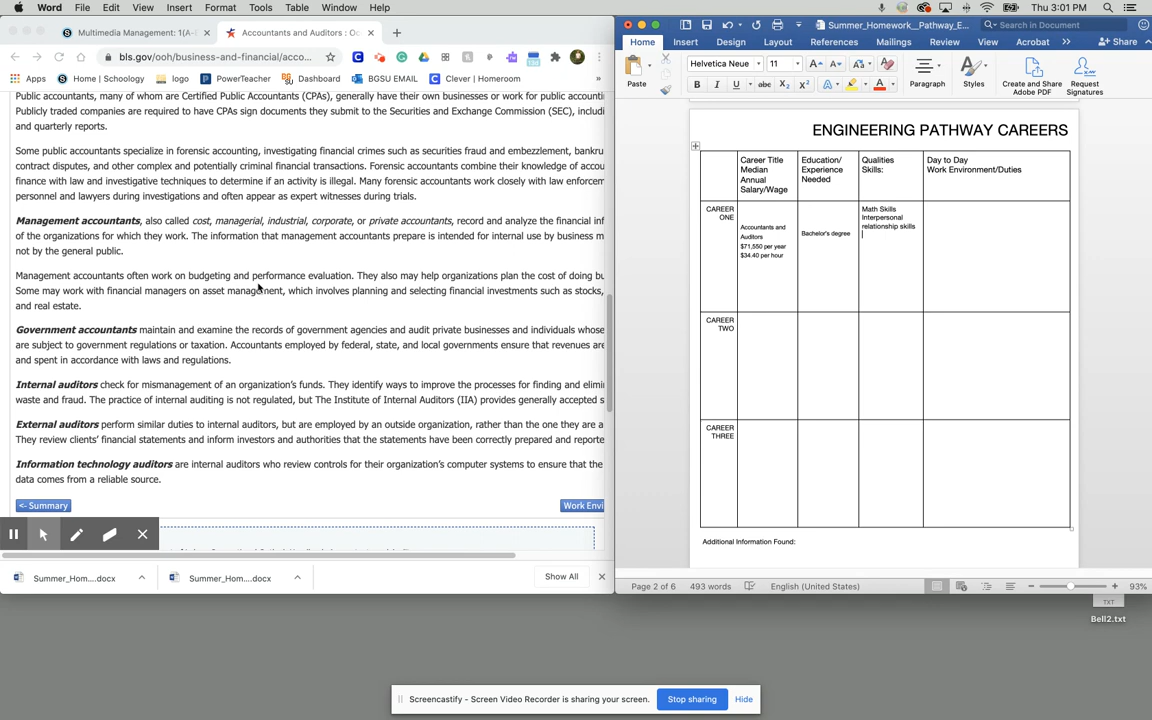 Word File Edit View Insert Format Tools Table Window Help Thu 3:01 PM
Multimedia Management: 1(A- Accountants and Auditors : Oc
bls.gov/ooh/business-and-financial/acco...
Apps Home | Schoology logo PowerTeacher Dashboard BGSU EMAIL Clever | Homeroom »
Public accountants, many of whom are Certified Public Accountants (CPAs), generally have their own businesses or work for public accounti
Publicly traded companies are required to have CPAs sign documents they submit to the Securities and Exchange Commission (SEC), includi
and quarterly reports.
Some public accountants specialize in forensic accounting, investigating financial crimes such as securities fraud and embezzlement, bankru
contract disputes, and other complex and potentially criminal financial transactions. Forensic accountants combine their knowledge of accou
finance with law and investigative techniques to determine if an activity is illegal. Many forensic accountants work closely with law enforcem
personnel and lawyers during investigations and often appear as expert witnesses during trials.
Management accountants, also called cost, managerial, industrial, corporate, or private accountants, record and analyze the financial inf
of the organizations for which they work. The information that management accountants prepare is intended for internal use by business m
not by the general public.
Management accountants often work on budgeting and performance evaluation. They also may help organizations plan the cost of doing bu
Some may work with financial managers on asset management, which involves planning and selecting financial investments such as stocks,
and real estate.
Government accountants maintain and examine the records of government agencies and audit private businesses and individuals whose
are subject to government regulations or taxation. Accountants employed by federal, state, and local governments ensure that revenues are
and spent in accordance with laws and regulations.
Internal auditors check for mismanagement of an organization's funds. They identify ways to improve the processes for finding and elimi
waste and fraud. The practice of internal auditing is not regulated, but The Institute of Internal Auditors (IIA) provides generally accepted s
External auditors perform similar duties to internal auditors, but are employed by an outside organization, rather than the one they are a
They review clients' financial statements and inform investors and authorities that the statements have been correctly prepared and reporte
Information technology auditors are internal auditors who review controls for their organization's computer systems to ensure that the
data comes from a reliable source.
<- Summary Work Envi
Summer_Hom....docx Summer_Hom....docx Show All
Summer_Homework__Pathway_E... Search in Document
Home Insert Design Layout References Mailings Review View Acrobat » Share
Paste Helvetica Neue 11 Paragraph Styles Create and Share Adobe PDF Request Signatures
B I U abc X2 X2 A A
ENGINEERING PATHWAY CAREERS
Career Title
Median
Annual
Salary/Wage
Education/
Experience
Needed
Qualities
Skills:
Day to Day
Work Environment/Duties
CAREER
ONE
Accountants and
Auditors
$71,550 per year
$34.40 per hour
Bachelor's degree
Math Skills
Interpersonal
relationship skills
CAREER
TWO
CAREER
THREE
Additional Information Found:
Page 2 of 6 493 words English (United States) 93%
TXT
Bell2.txt
Screencastify - Screen Video Recorder is sharing your screen. Stop sharing Hide